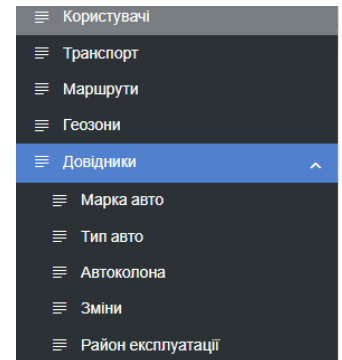 Користувачі
Транспорт
Маршрути
Геозони
Довідники
Марка авто
Тип авто
Автоколона
Зміни
Район експлуатації